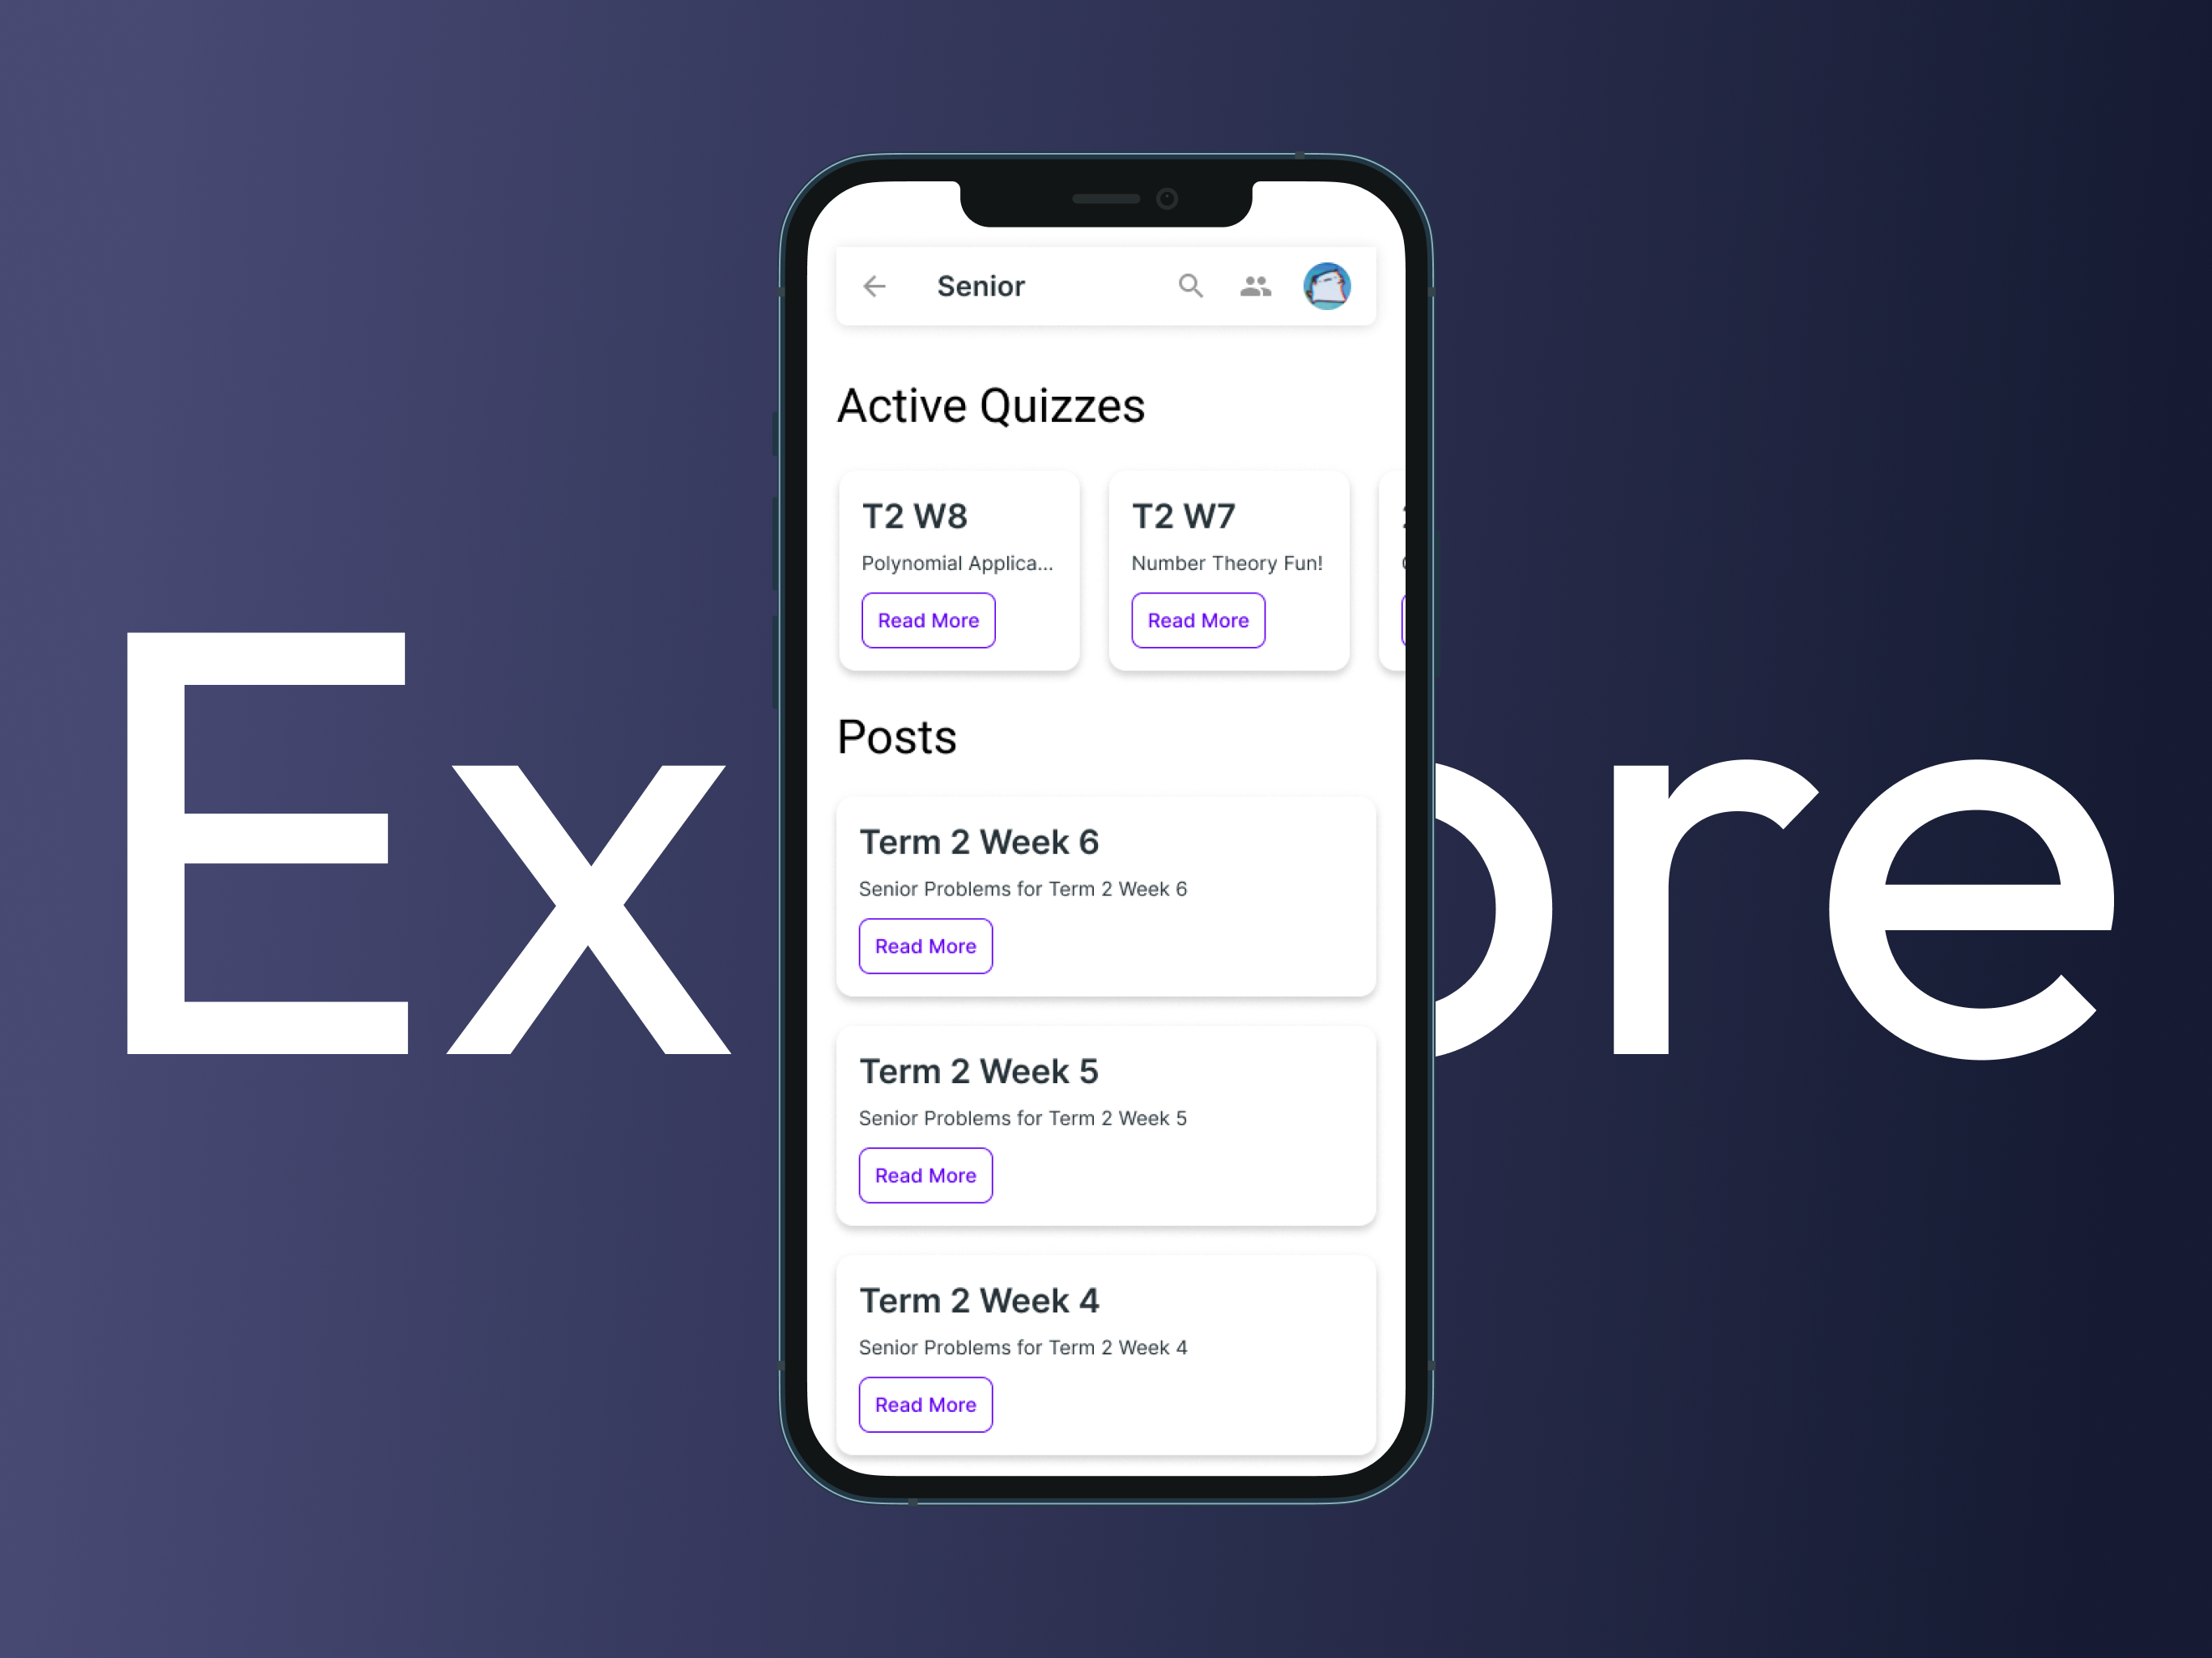 Senior
Active Quizzes
T2 W8
Polynomial Applica...
Read More
T2 W7
Number Theory Fun!
Read More
Posts
Term 2 Week 6
Senior Problems for Term 2 Week 6
Read More
Term 2 Week 5
Senior Problems for Term 2 Week 5
Read More
Term 2 Week 4
Senior Problems for Term 2 Week 4
Read More
Ex ore